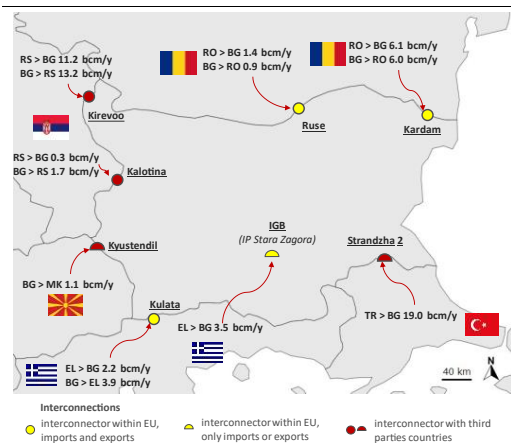 RS > BG 11.2 bcm/y
BG > RS 13.2 bcm/y
Kirevoo
RO > BG 1.4 bcm/y
BG > RO 0.9 bcm/y
Ruse
RO > BG 6.1 bcm/y
BG > RO 6.0 bcm/y
Kardam
RS > BG 0.3 bcm/y
BG > RS 1.7 bcm/y
Kalotina
Kyustendil
BG > MK 1.1 bcm/y
IGB
(IP Stara Zagora)
Strandzha 2
Kulata
EL > BG 3.5 bcm/y
TR > BG 19.0 bcm/y
EL > BG 2.2 bcm/y
BG > EL 3.9 bcm/y
40 km
N
Interconnections
interconnector within EU,
imports and exports
interconnector within EU,
only imports or exports
interconnector with third
parties countries